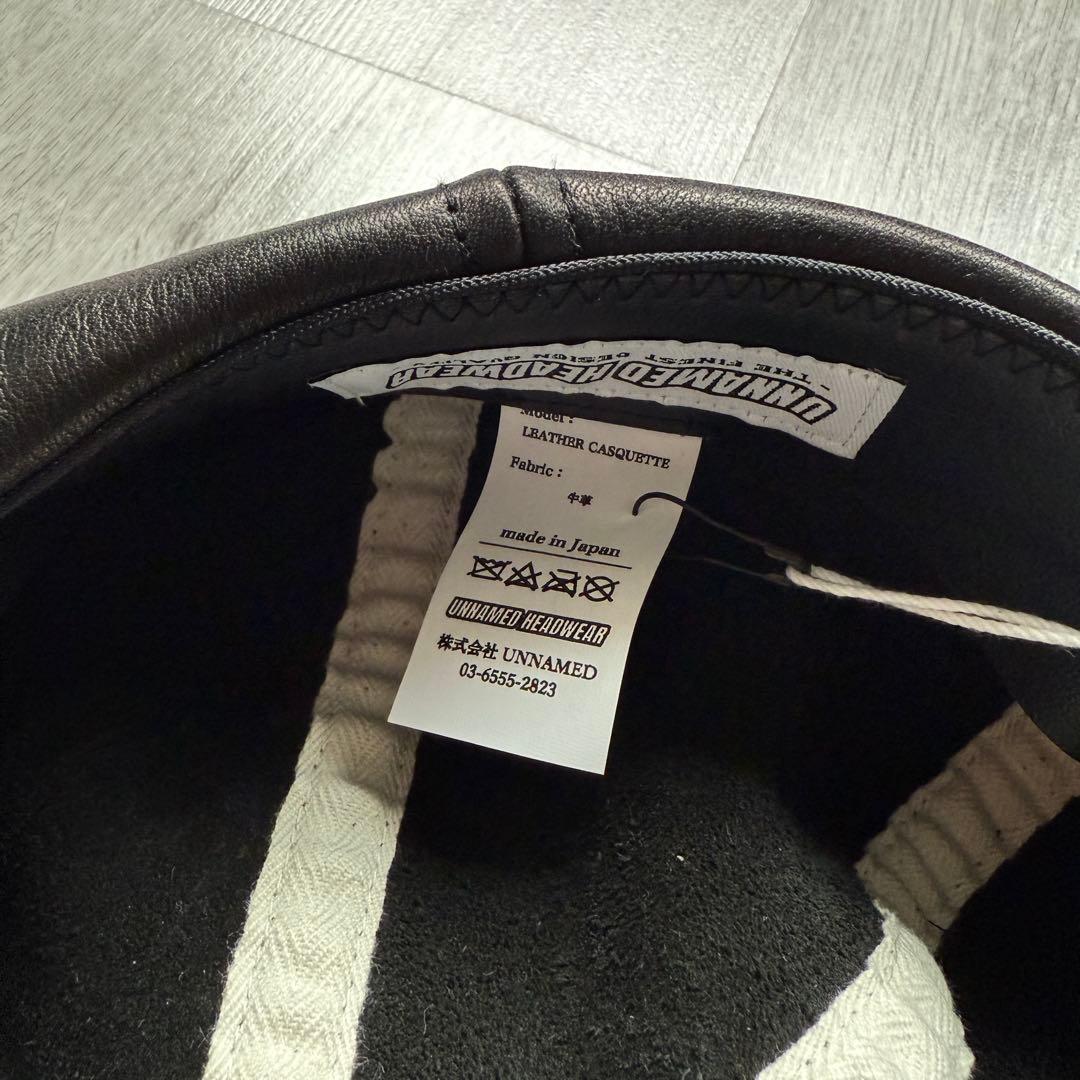 UNNAMED HEADWEAR
- THE FINEST DESIGN QUALITY
Model :
LEATHER CASQUETTE
Fabric :
中革
made in Japan
UNNAMED HEADWEAR
株式会社 UNNAMED
03-6555-2823